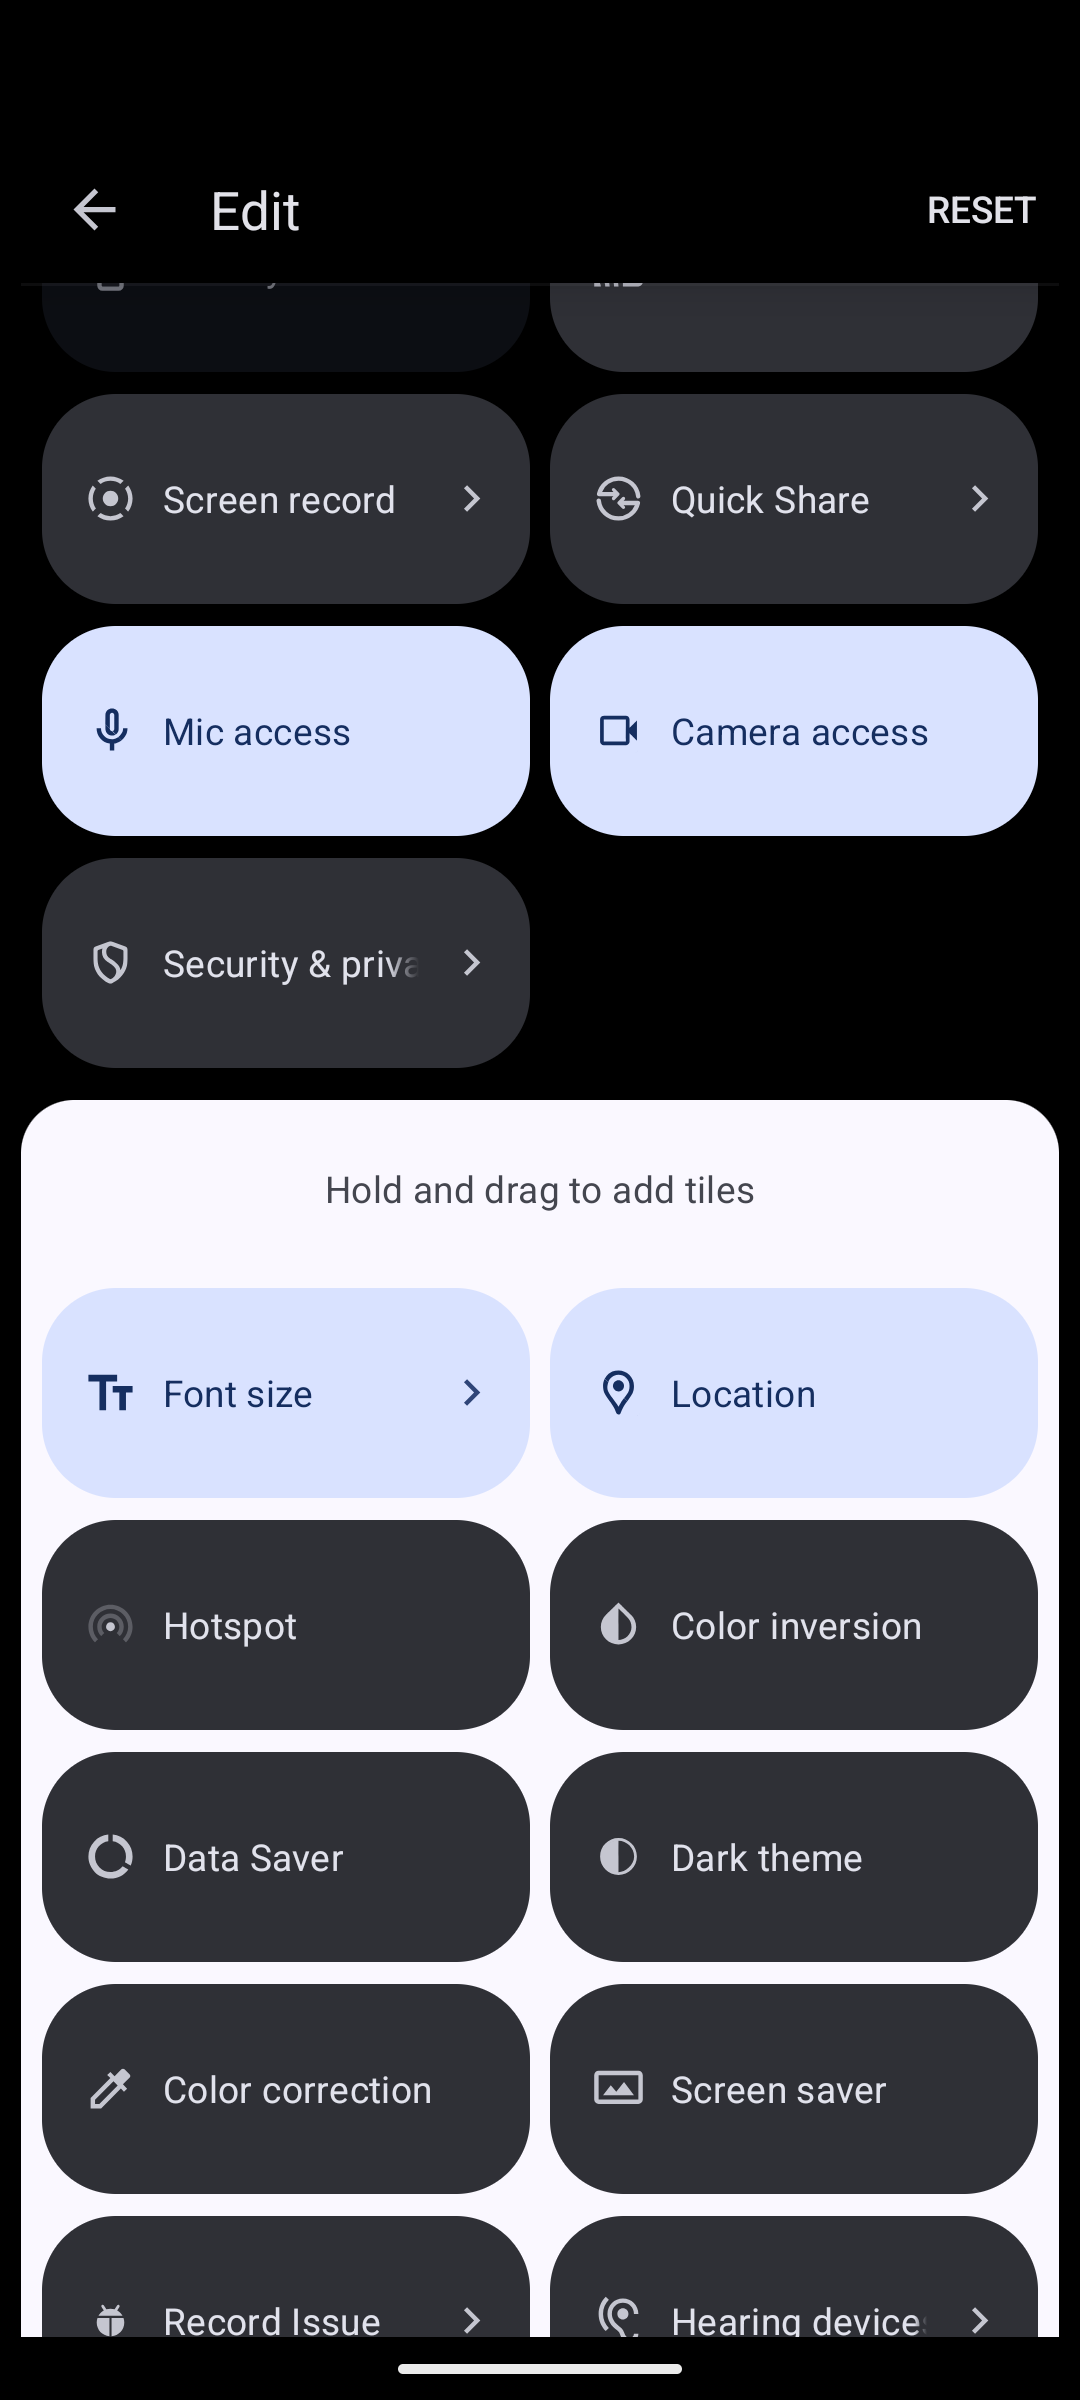 Edit
RESET
Screen record
Quick Share
Mic access
Camera access
Security & priva
Hold and drag to add tiles
Font size
Location
Hotspot
Color inversion
Data Saver
Dark theme
Color correction
Screen saver
Record Issue
Hearing device